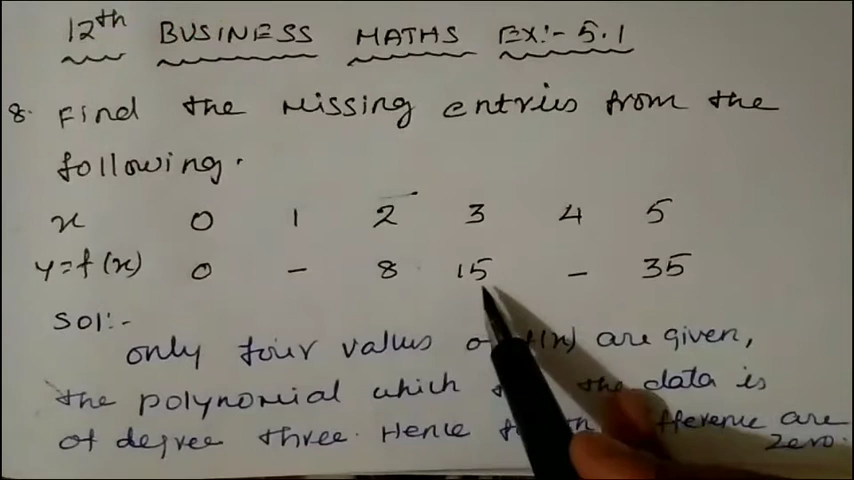 12th BUSINESS MATHS EX:- 5.1
8. Find the Missing entries from the
following.
x 0 1 2 3 4 5
y=f(x) 0 - 8 15 - 35
Sol:-
only four values of f(x) are given,
the polynomial which the data is
of degree three. Hence are
zero.